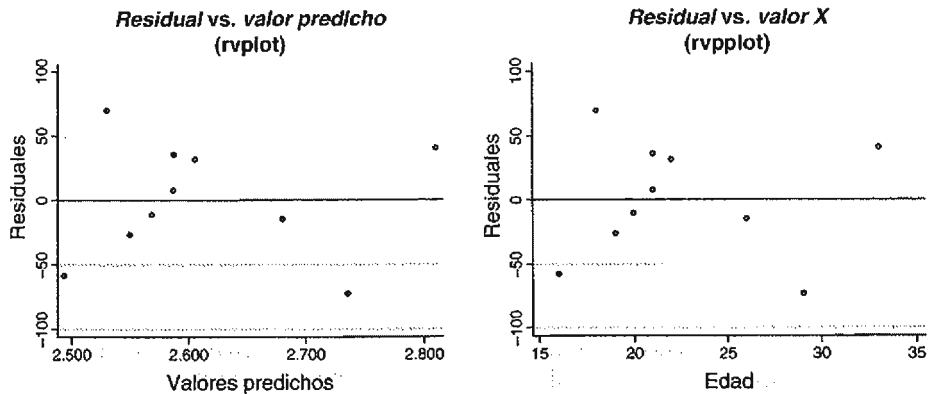 Residual vs. valor predicho
(rvplot)
Residuales
100
50
0
−50
−100
2.500
2.600
2.700
2.800
Valores predichos
Residual vs. valor X
(rvpplot)
Residuales
100
50
0
−50
−100
15
20
25
30
35
Edad